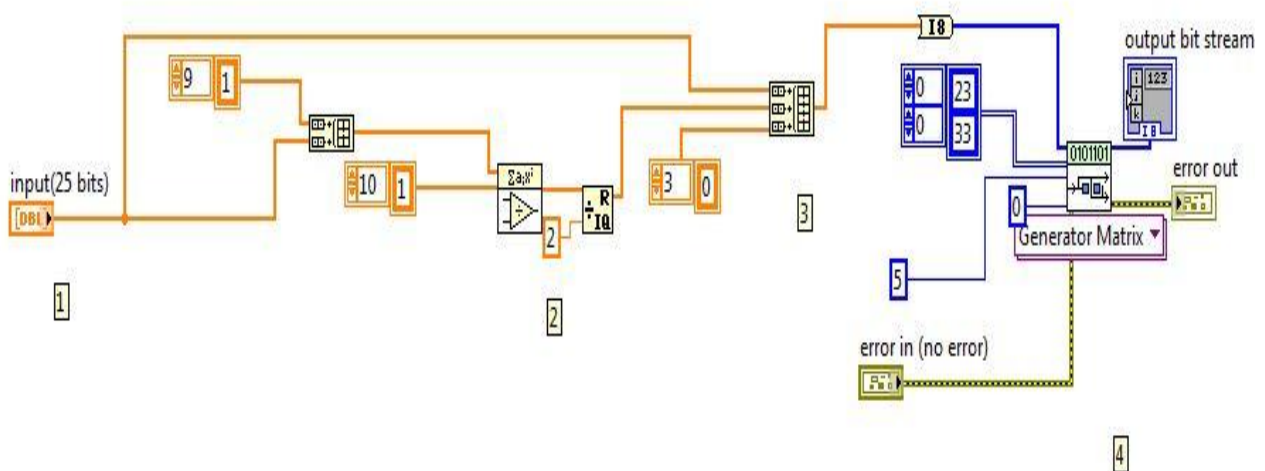 I8
output bit stream
9 1
0 23
0 33
i 123
j
k
I8
10 1
Σaᵢxⁱ
3 0
0101101
input(25 bits)
[DBL
÷ R
IQ
error out
2
3
0
Generator Matrix
5
1
2
error in (no error)
4